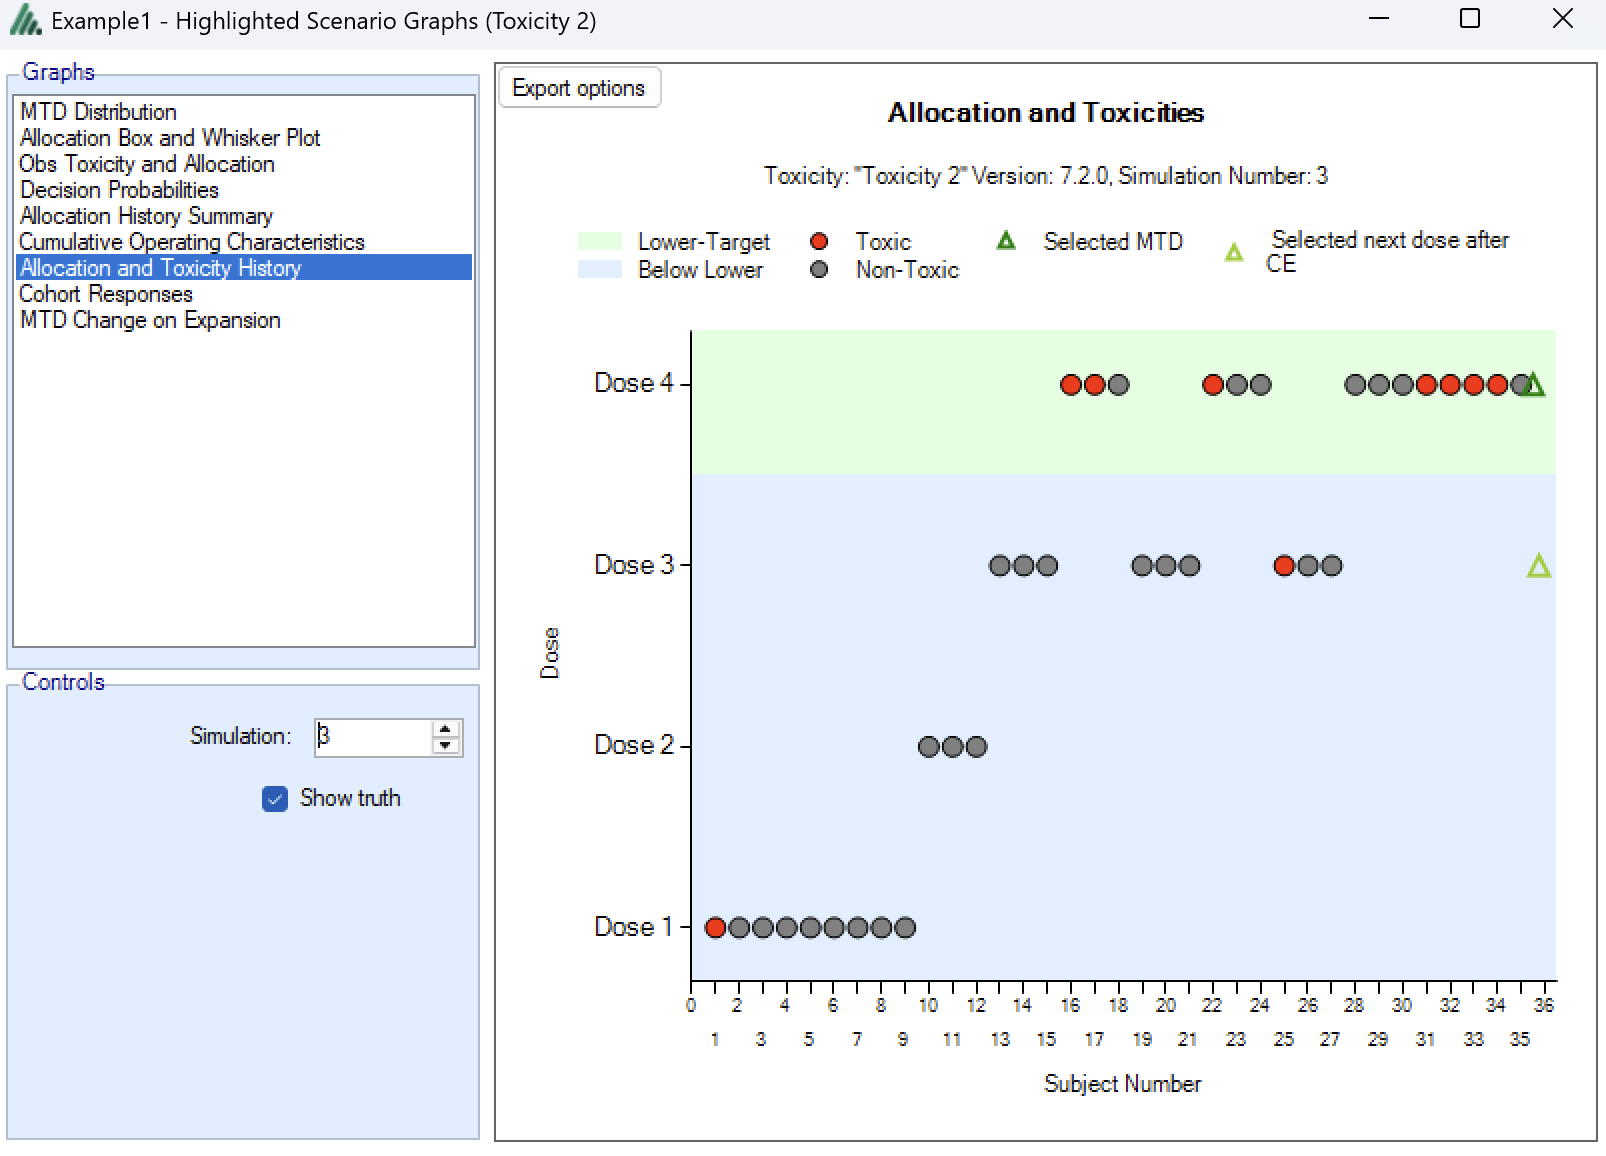 Example1 - Highlighted Scenario Graphs (Toxicity 2)
Graphs
MTD Distribution
Allocation Box and Whisker Plot
Obs Toxicity and Allocation
Decision Probabilities
Allocation History Summary
Cumulative Operating Characteristics
Allocation and Toxicity History
Cohort Responses
MTD Change on Expansion
Controls
Simulation: 3
Show truth
Export options
Allocation and Toxicities
Toxicity: "Toxicity 2" Version: 7.2.0, Simulation Number: 3
Lower-Target Toxic Selected MTD Selected next dose after
CE
Below Lower Non-Toxic
Dose 4
Dose 3
Dose 2
Dose 1
Dose
0 2 4 6 8 10 12 14 16 18 20 22 24 26 28 30 32 34 36
1 3 5 7 9 11 13 15 17 19 21 23 25 27 29 31 33 35
Subject Number